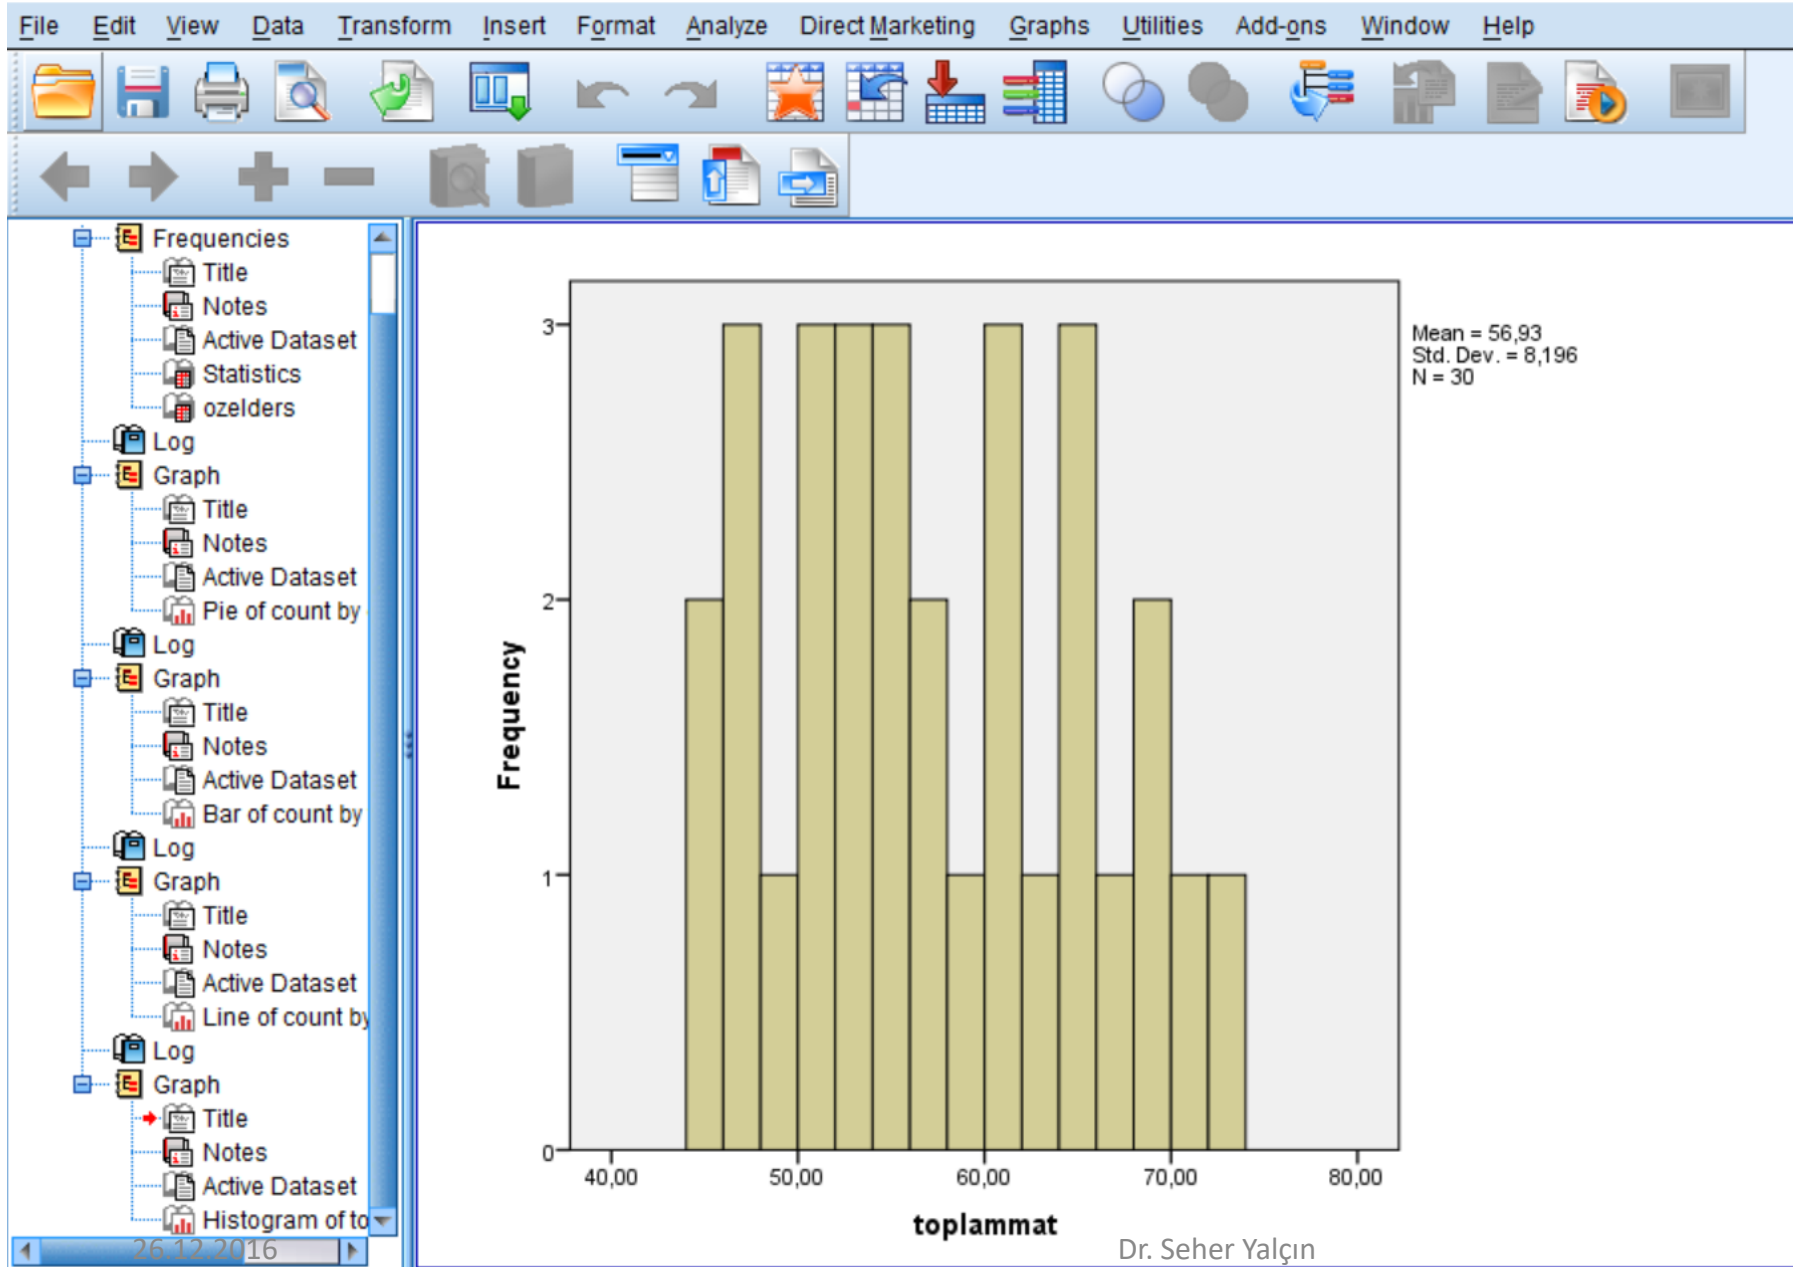 File Edit View Data Transform Insert Format Analyze Direct Marketing Graphs Utilities Add-ons Window Help
Frequencies
Title
Notes
Active Dataset
Statistics
ozelders
Log
Graph
Title
Notes
Active Dataset
Pie of count by
Log
Graph
Title
Notes
Active Dataset
Bar of count by
Log
Graph
Title
Notes
Active Dataset
Line of count by
Log
Graph
Title
Notes
Active Dataset
Histogram of to
26.12.2016
Mean = 56,93
Std. Dev. = 8,196
N = 30
3
2
1
0
Frequency
40,00 50,00 60,00 70,00 80,00
toplammat
Dr. Seher Yalçın